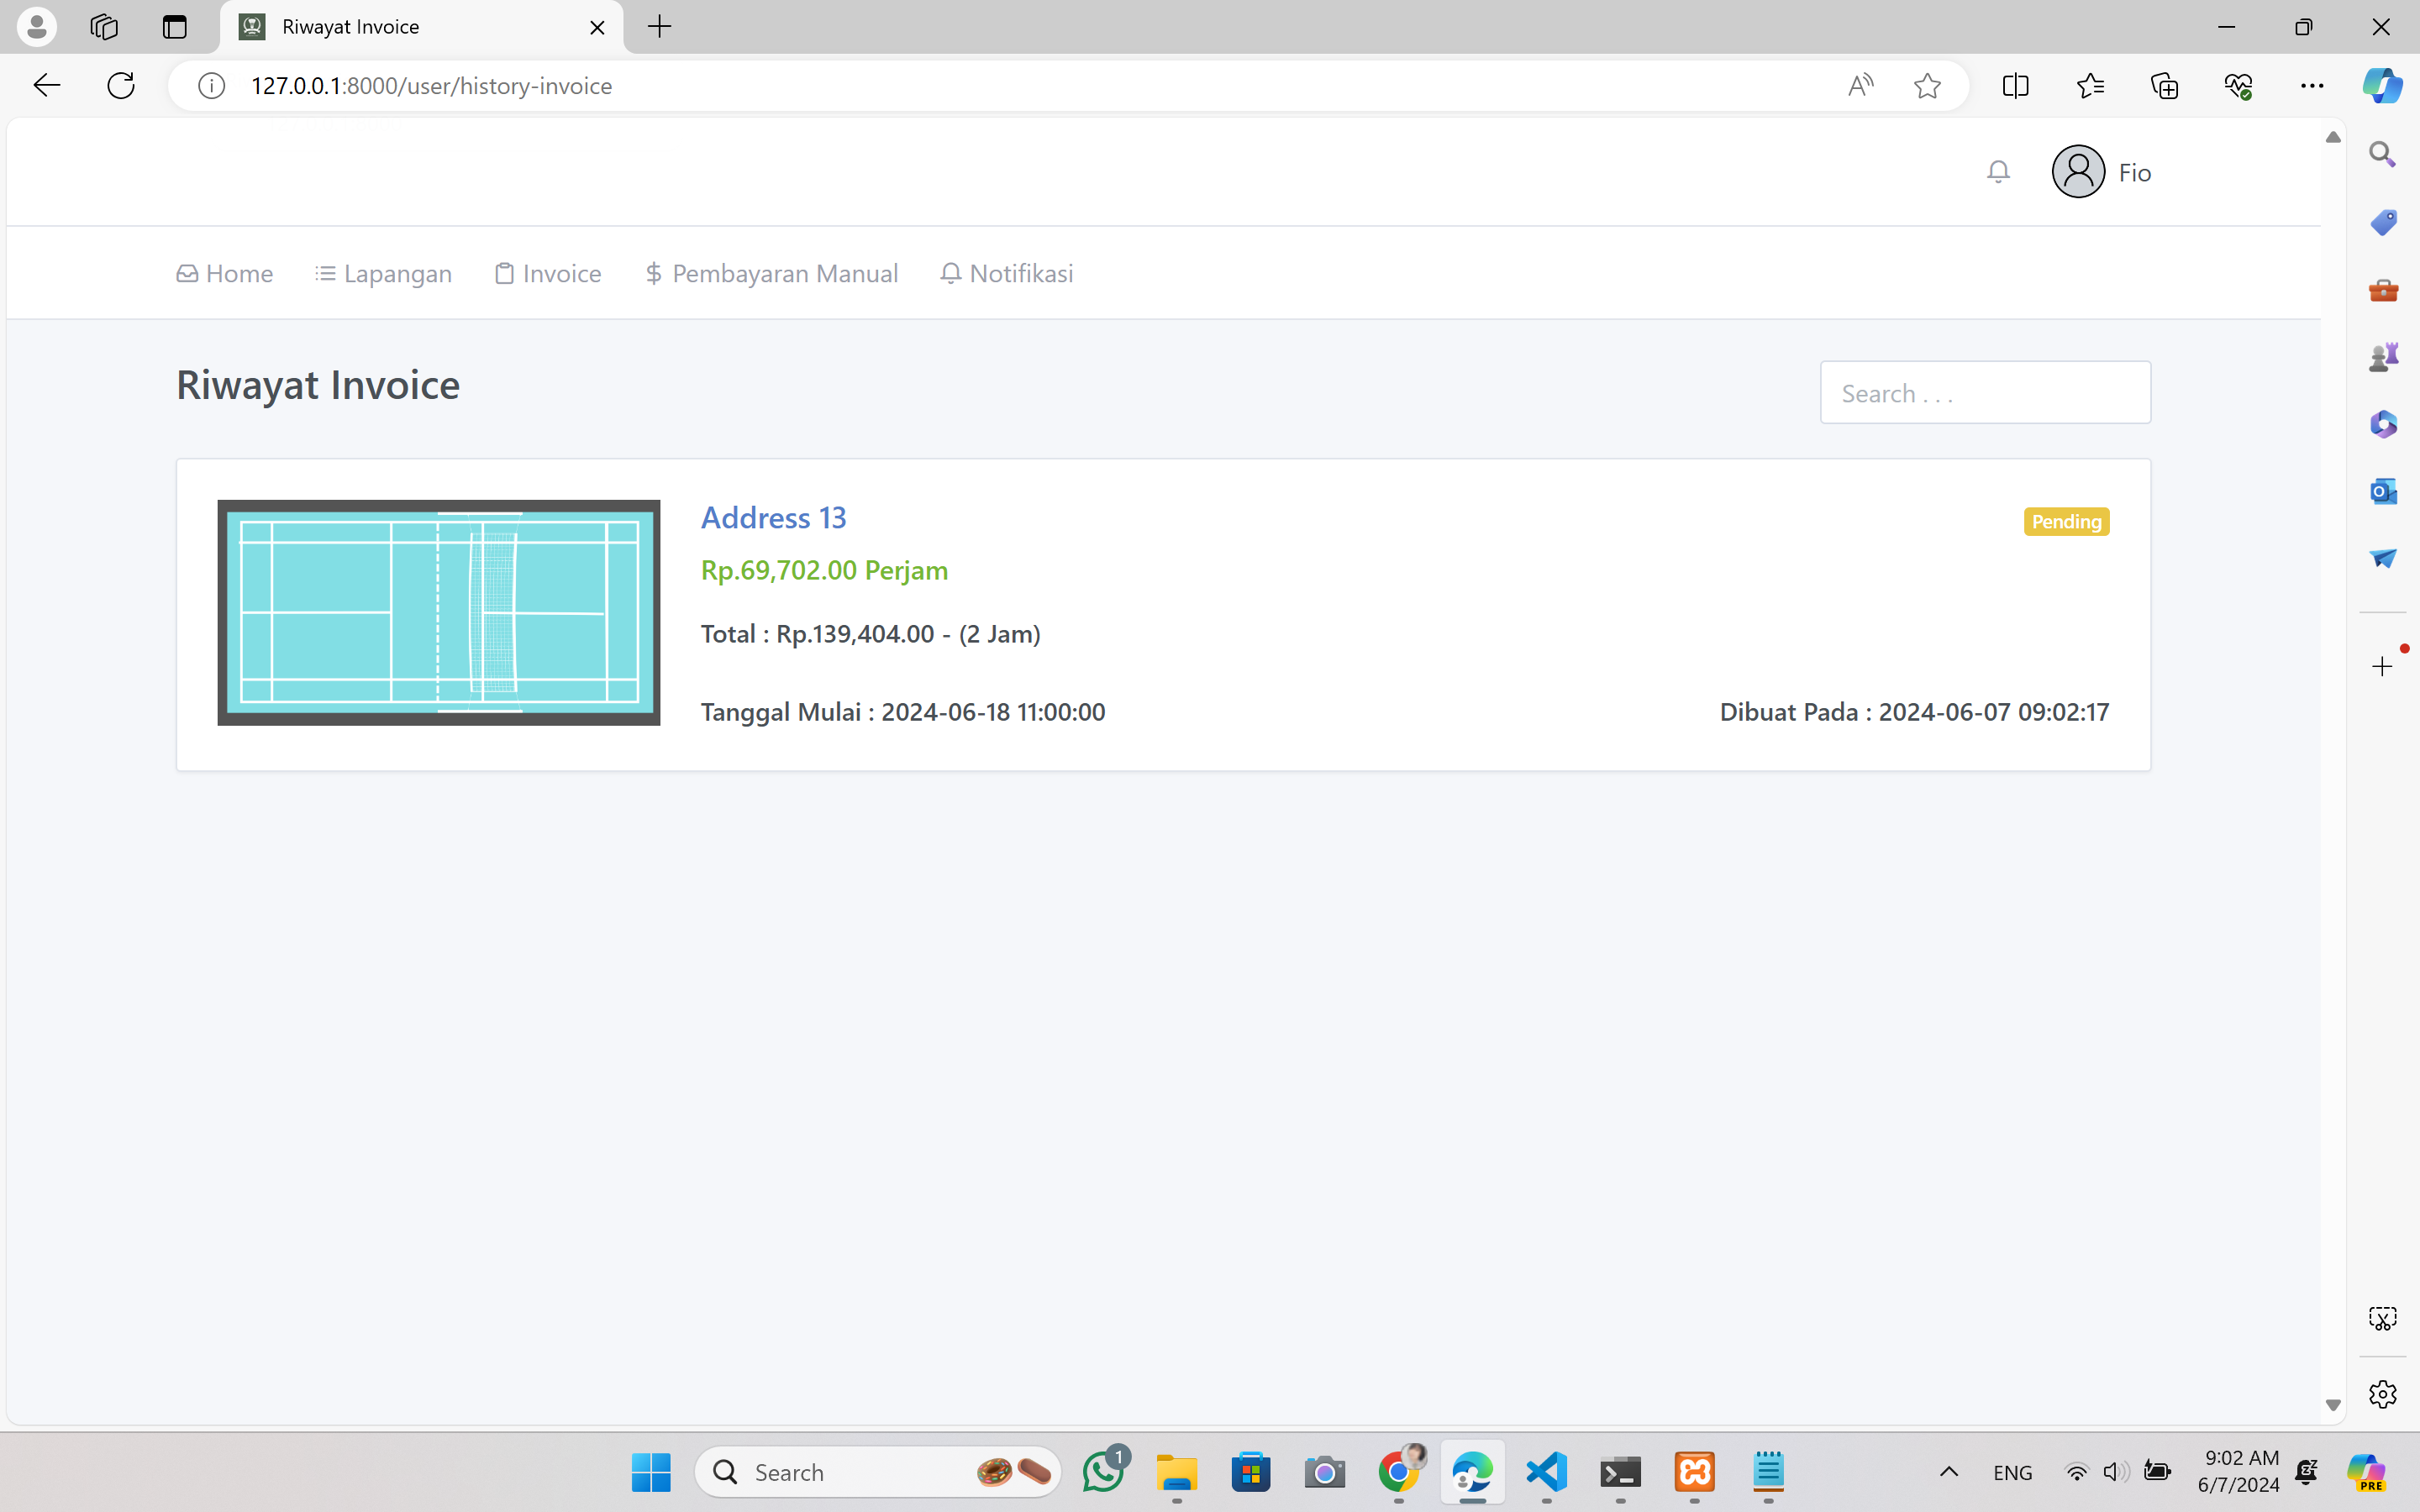 Riwayat Invoice
127.0.0.1:8000/user/history-invoice
Fio
Home Lapangan Invoice Pembayaran Manual Notifikasi
Riwayat Invoice
Search . . .
Address 13
Pending
Rp.69,702.00 Perjam
Total : Rp.139,404.00 - (2 Jam)
Tanggal Mulai : 2024-06-18 11:00:00
Dibuat Pada : 2024-06-07 09:02:17
Search
1
ENG
9:02 AM
6/7/2024
PRE